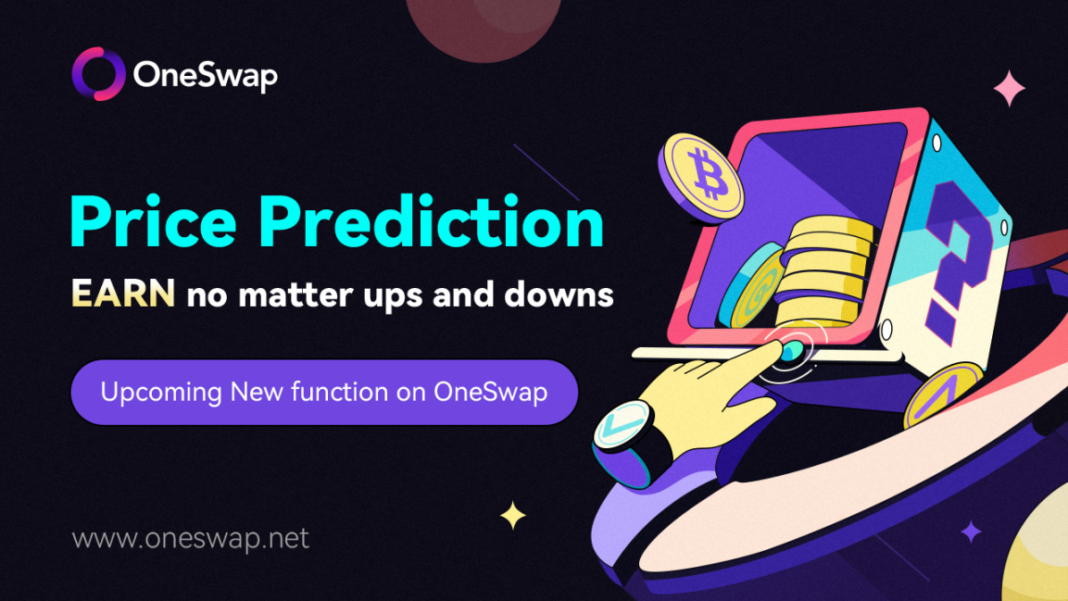 OneSwap
Price Prediction
EARN no matter ups and downs
Upcoming New function on OneSwap
www.oneswap.net
?